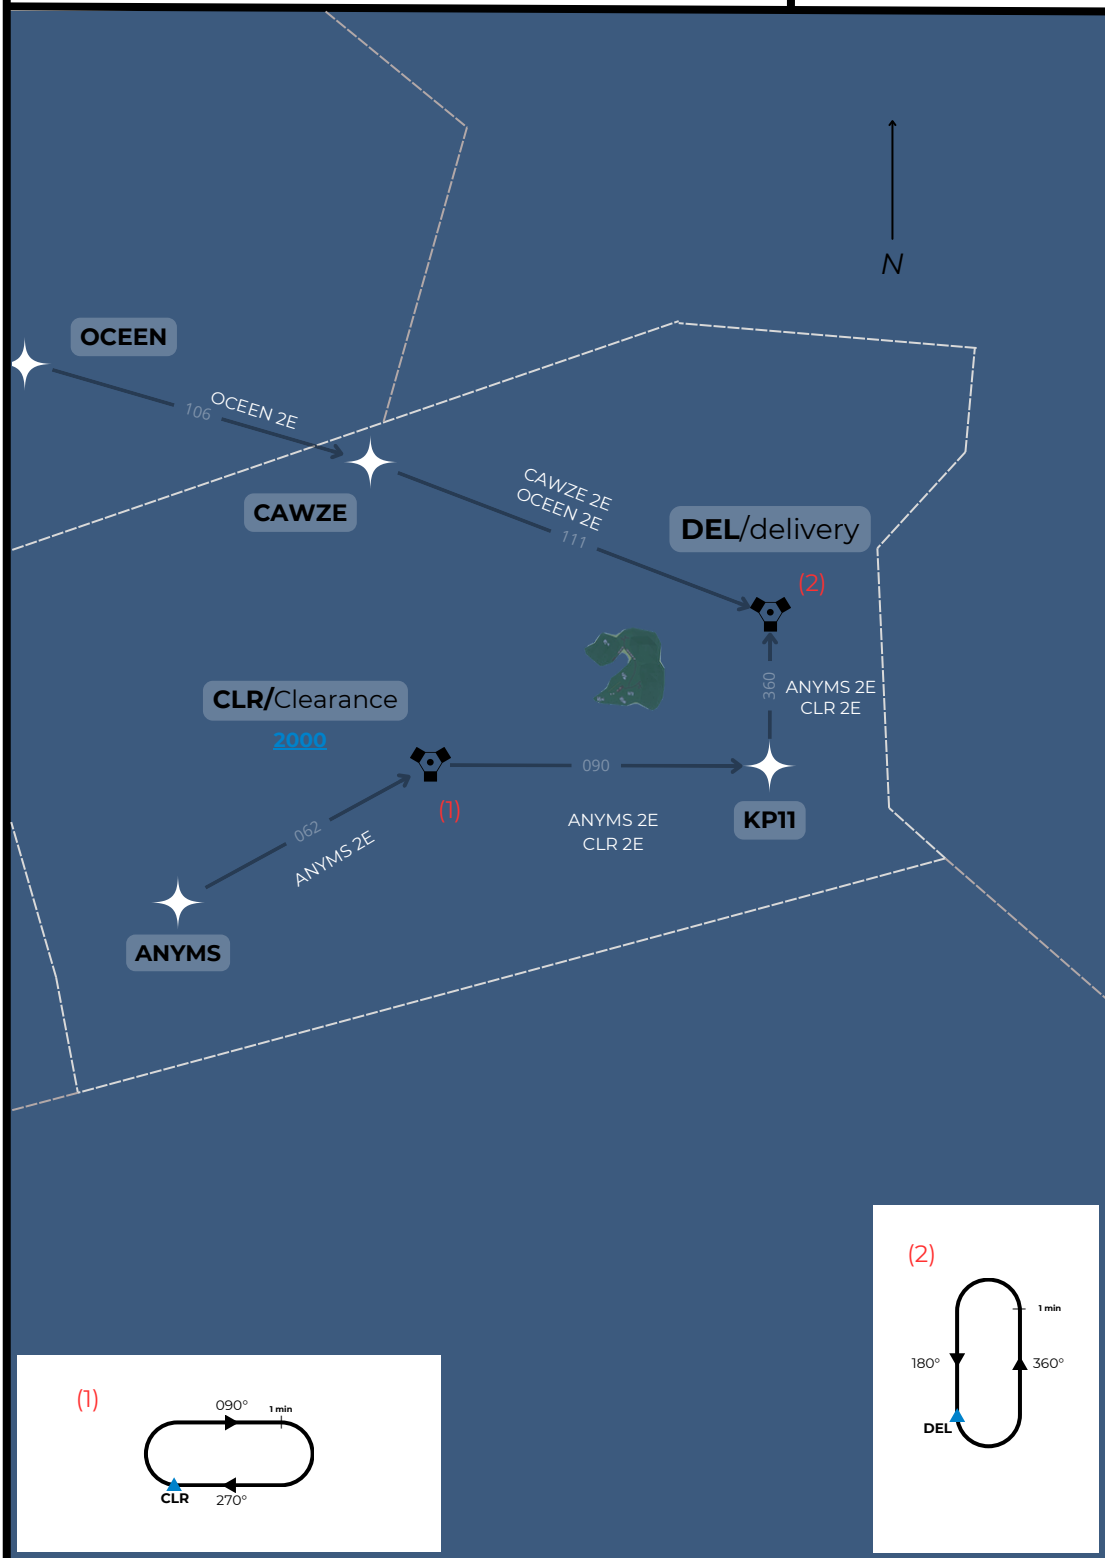 N
OCEEN
OCEEN 2E
106
CAWZE
CAWZE 2E
OCEEN 2E
111
DEL/delivery
(2)
CLR/Clearance
2000
360
ANYMS 2E
CLR 2E
090
(1)
KP11
ANYMS 2E
CLR 2E
062
ANYMS 2E
ANYMS
(2)
1 min
180°
360°
DEL
(1)
090°
1 min
CLR
270°